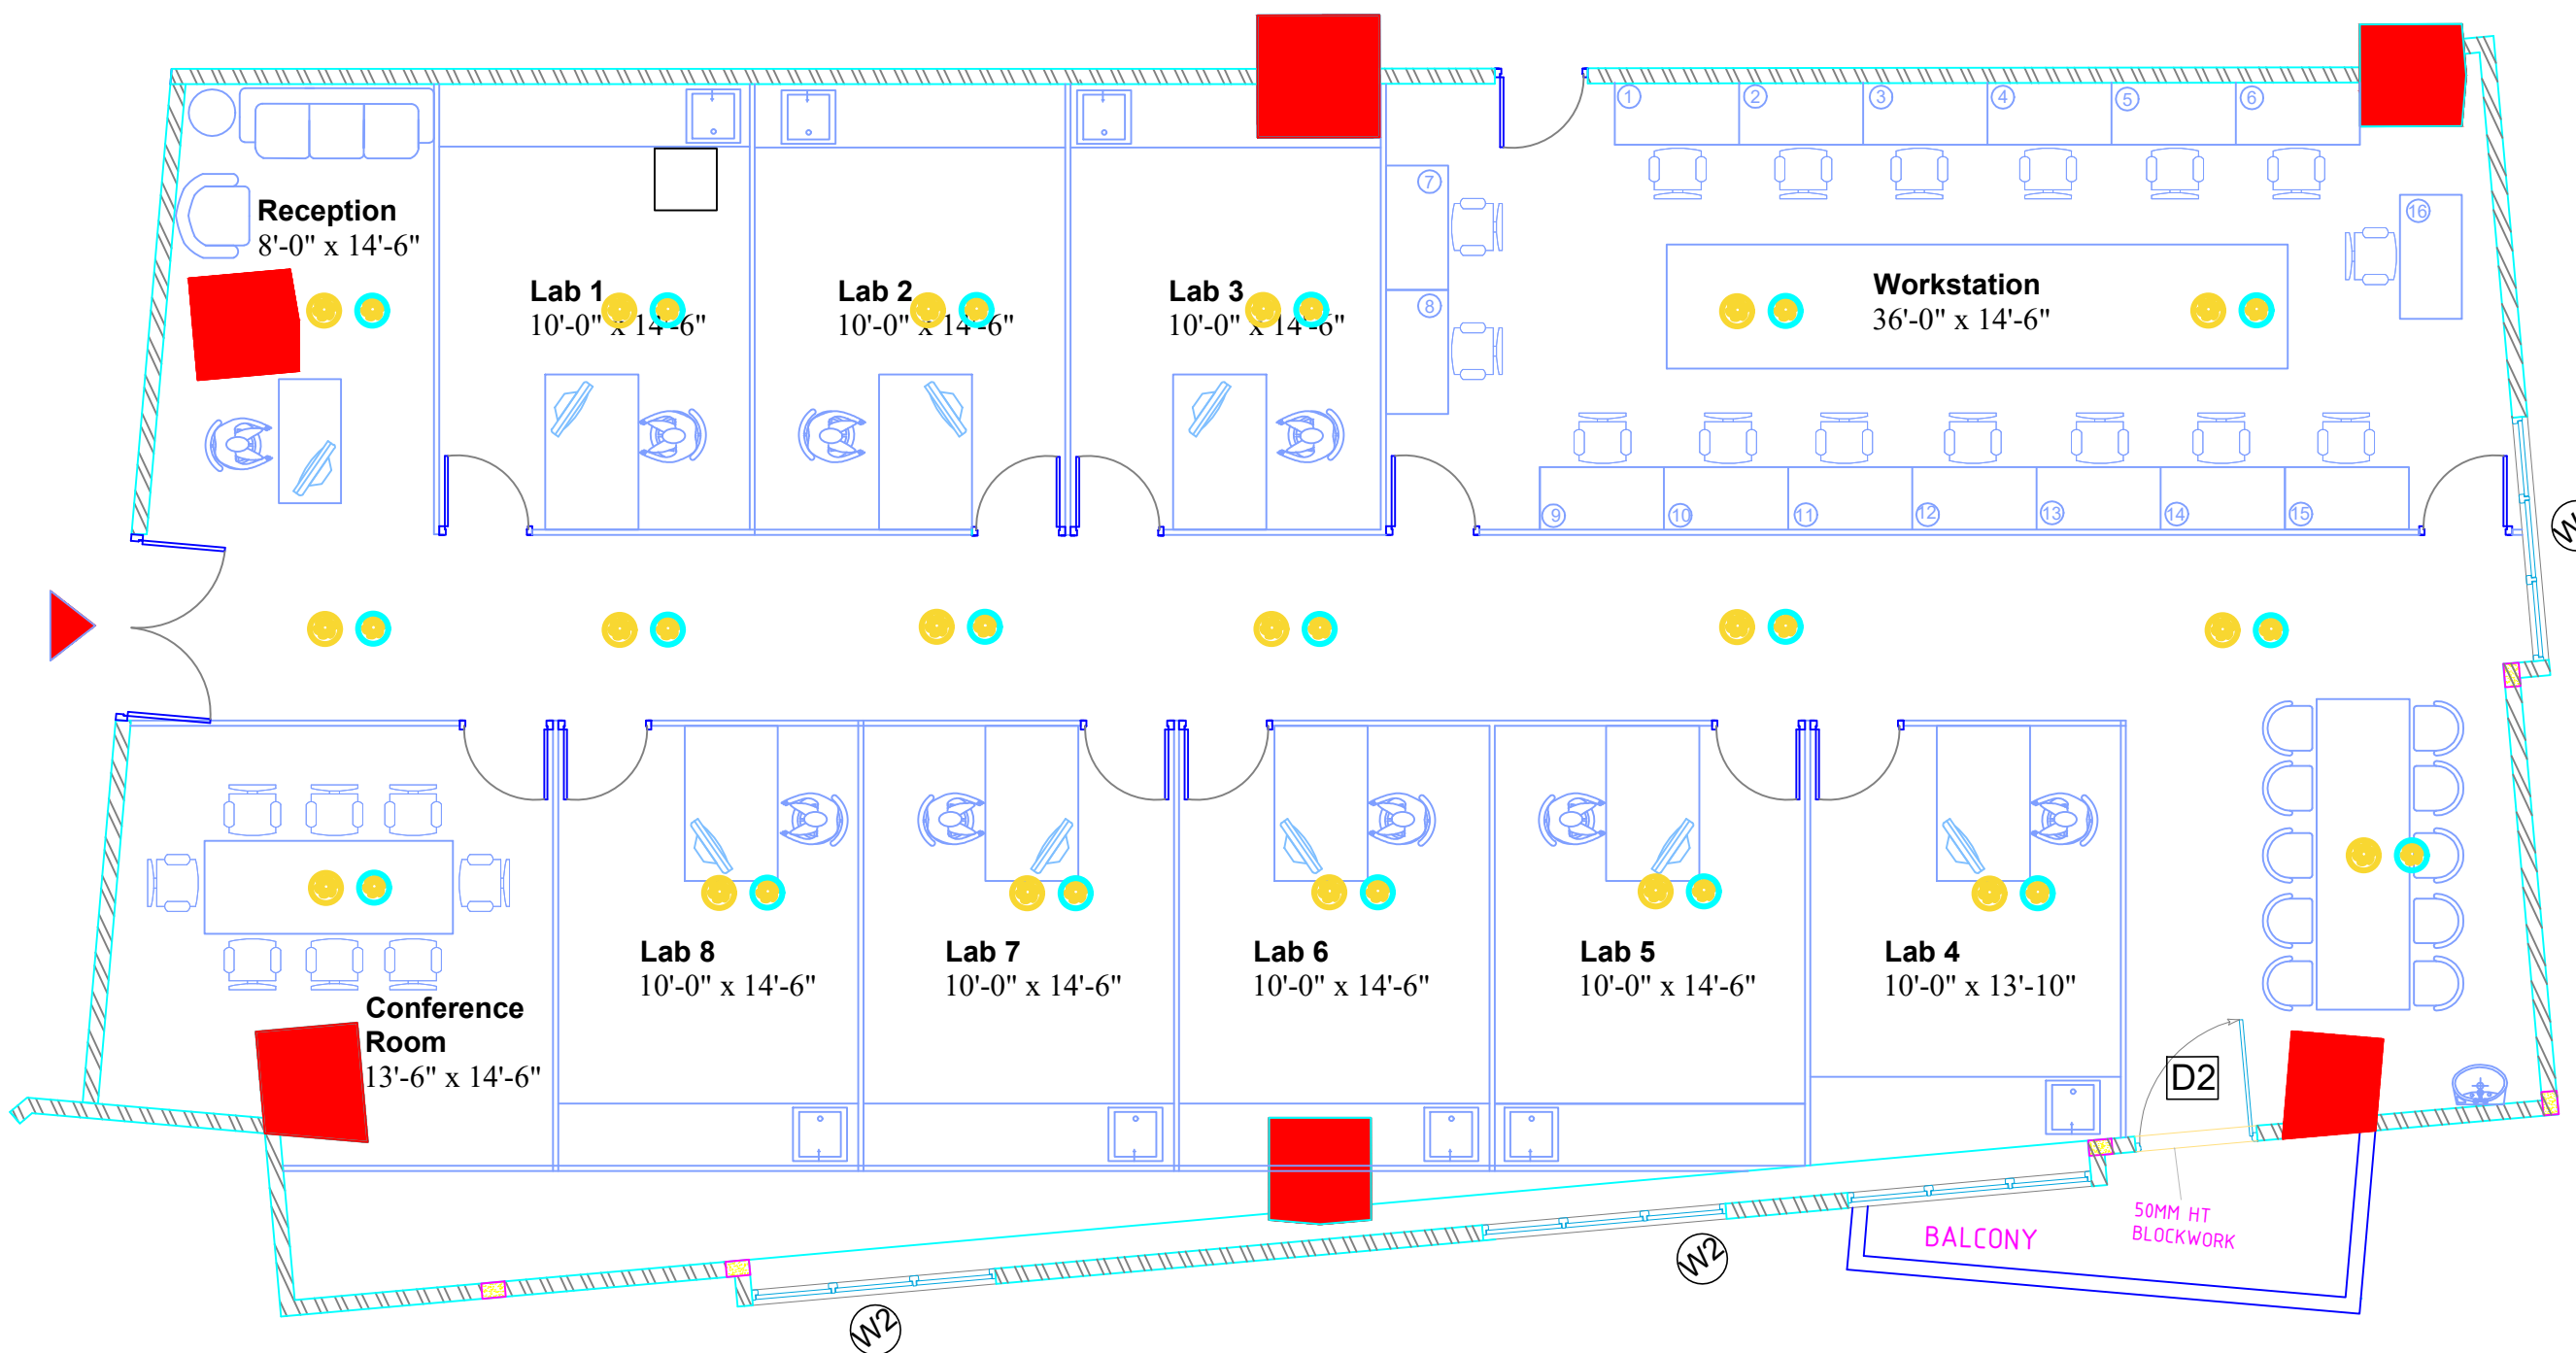 1
2
3
4
5
6
7
16
Reception
8'-0" x 14'-6"
Lab 1
10'-0" x 14'-6"
Lab 2
10'-0" x 14'-6"
Lab 3
10'-0" x 14'-6"
8
Workstation
36'-0" x 14'-6"
9
10
11
12
13
14
15
W
Lab 8
10'-0" x 14'-6"
Lab 7
10'-0" x 14'-6"
Lab 6
10'-0" x 14'-6"
Lab 5
10'-0" x 14'-6"
Lab 4
10'-0" x 13'-10"
Conference
Room
13'-6" x 14'-6"
D2
50MM HT
BLOCKWORK
BALCONY
W2
W2